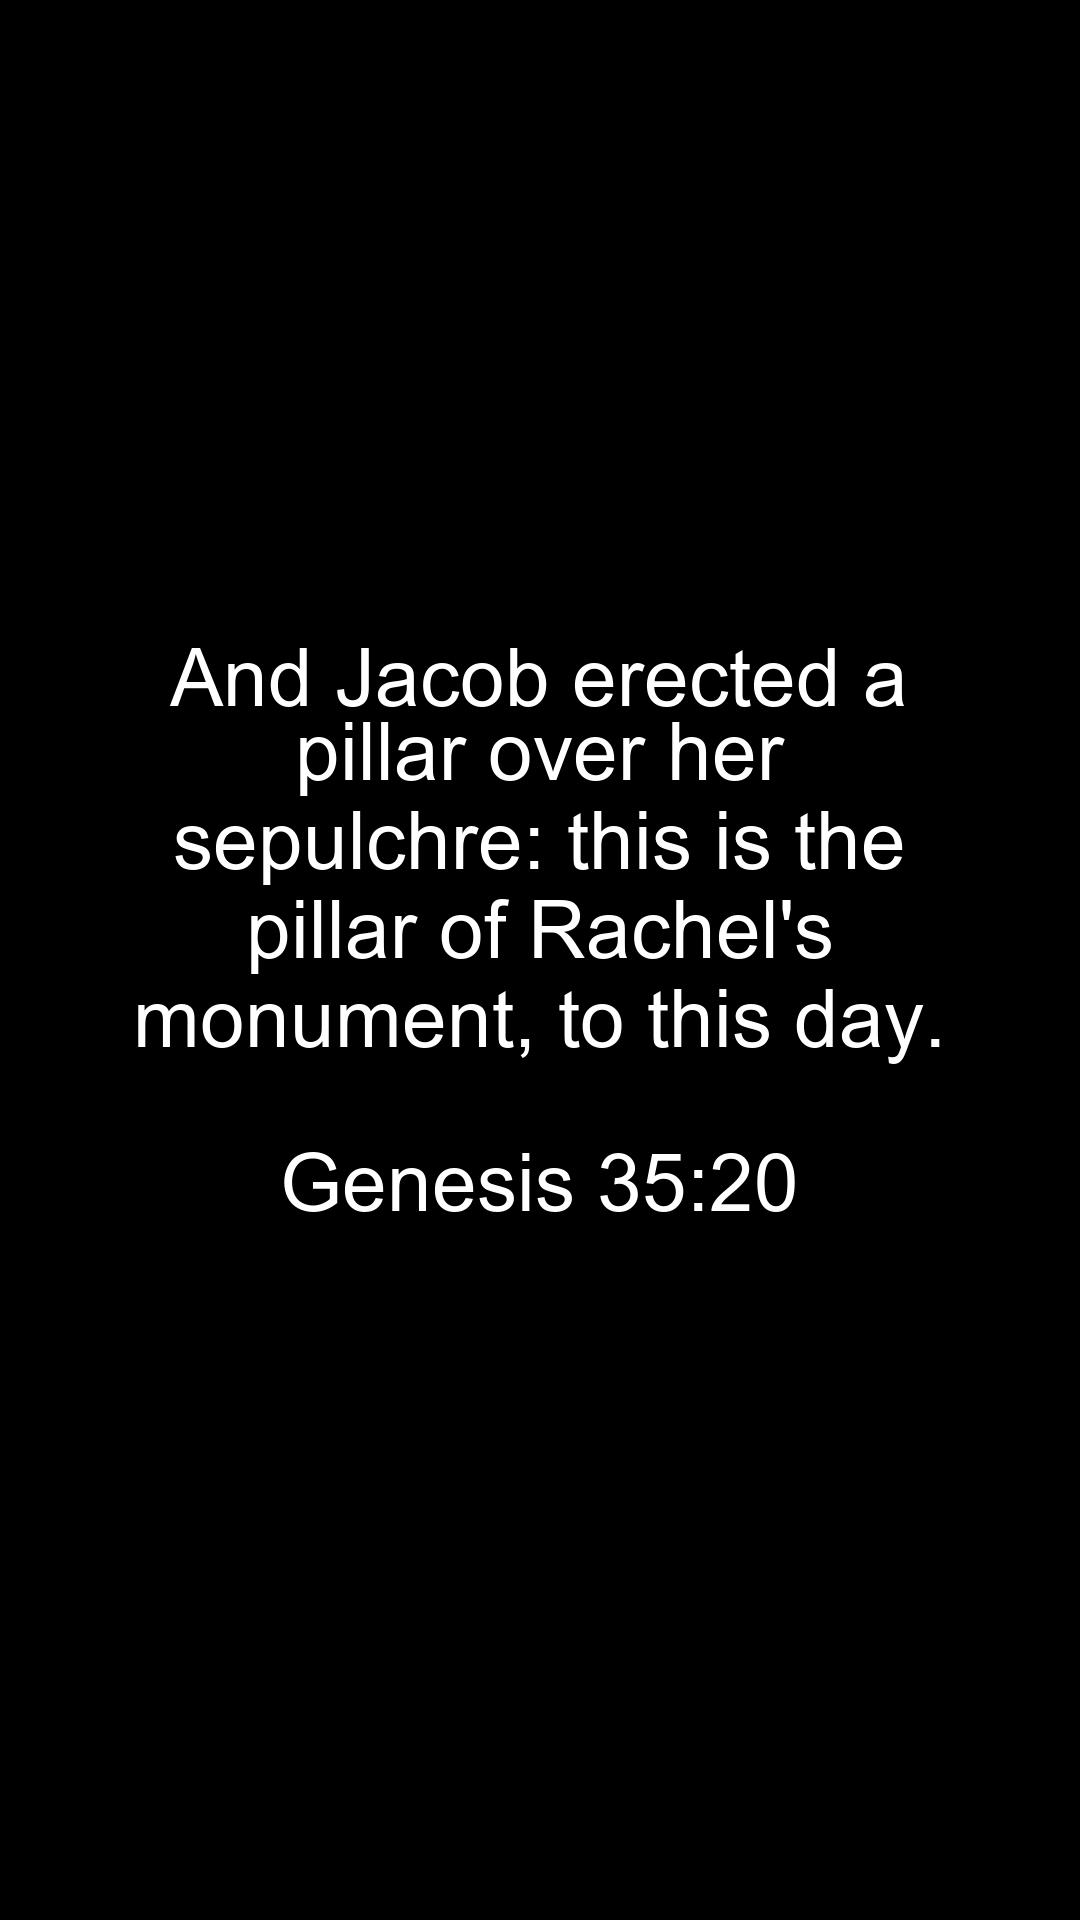 And Jacob erected a
pillar over her
sepulchre: this is the
pillar of Rachel's
monument, to this day.
Genesis 35:20